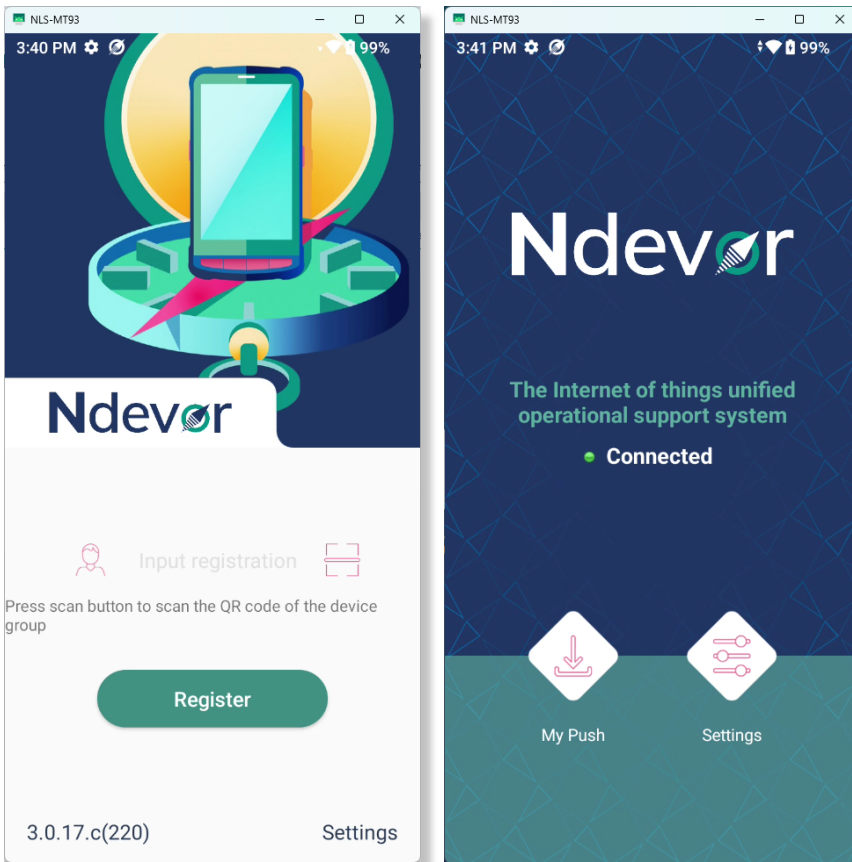 NLS-MT93
3:40 PM 99%
Ndevor
Input registration
Press scan button to scan the QR code of the device
group
Register
3.0.17.c(220) Settings
NLS-MT93
3:41 PM 99%
Ndevor
The Internet of things unified
operational support system
Connected
My Push Settings